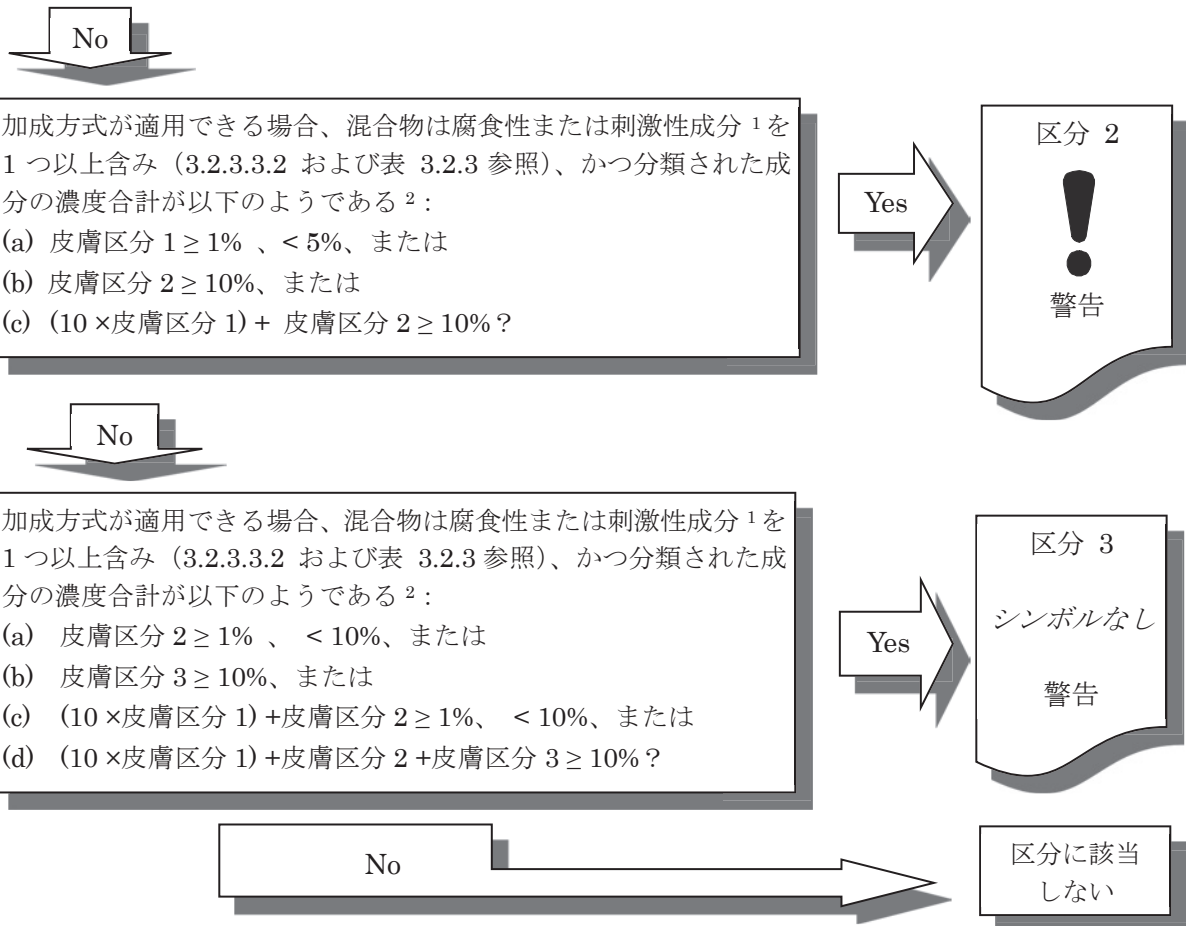 No
加成方式が適用できる場合、混合物は腐食性または刺激性成分 1 を
1 つ以上含み（3.2.3.3.2 および表 3.2.3 参照）、かつ分類された成
分の濃度合計が以下のようである 2：
(a) 皮膚区分 1 ≥ 1% 、< 5%、または
(b) 皮膚区分 2 ≥ 10%、または
(c) (10 ×皮膚区分 1) + 皮膚区分 2 ≥ 10%？
Yes
区分 2
警告
No
加成方式が適用できる場合、混合物は腐食性または刺激性成分 1 を
1 つ以上含み（3.2.3.3.2 および表 3.2.3 参照）、かつ分類された成
分の濃度合計が以下のようである 2：
(a) 皮膚区分 2 ≥ 1% 、 < 10%、または
(b) 皮膚区分 3 ≥ 10%、または
(c) (10 ×皮膚区分 1) +皮膚区分 2 ≥ 1%、 < 10%、または
(d) (10 ×皮膚区分 1) +皮膚区分 2 +皮膚区分 3 ≥ 10%？
Yes
区分 3
シンボルなし
警告
No
区分に該当
しない